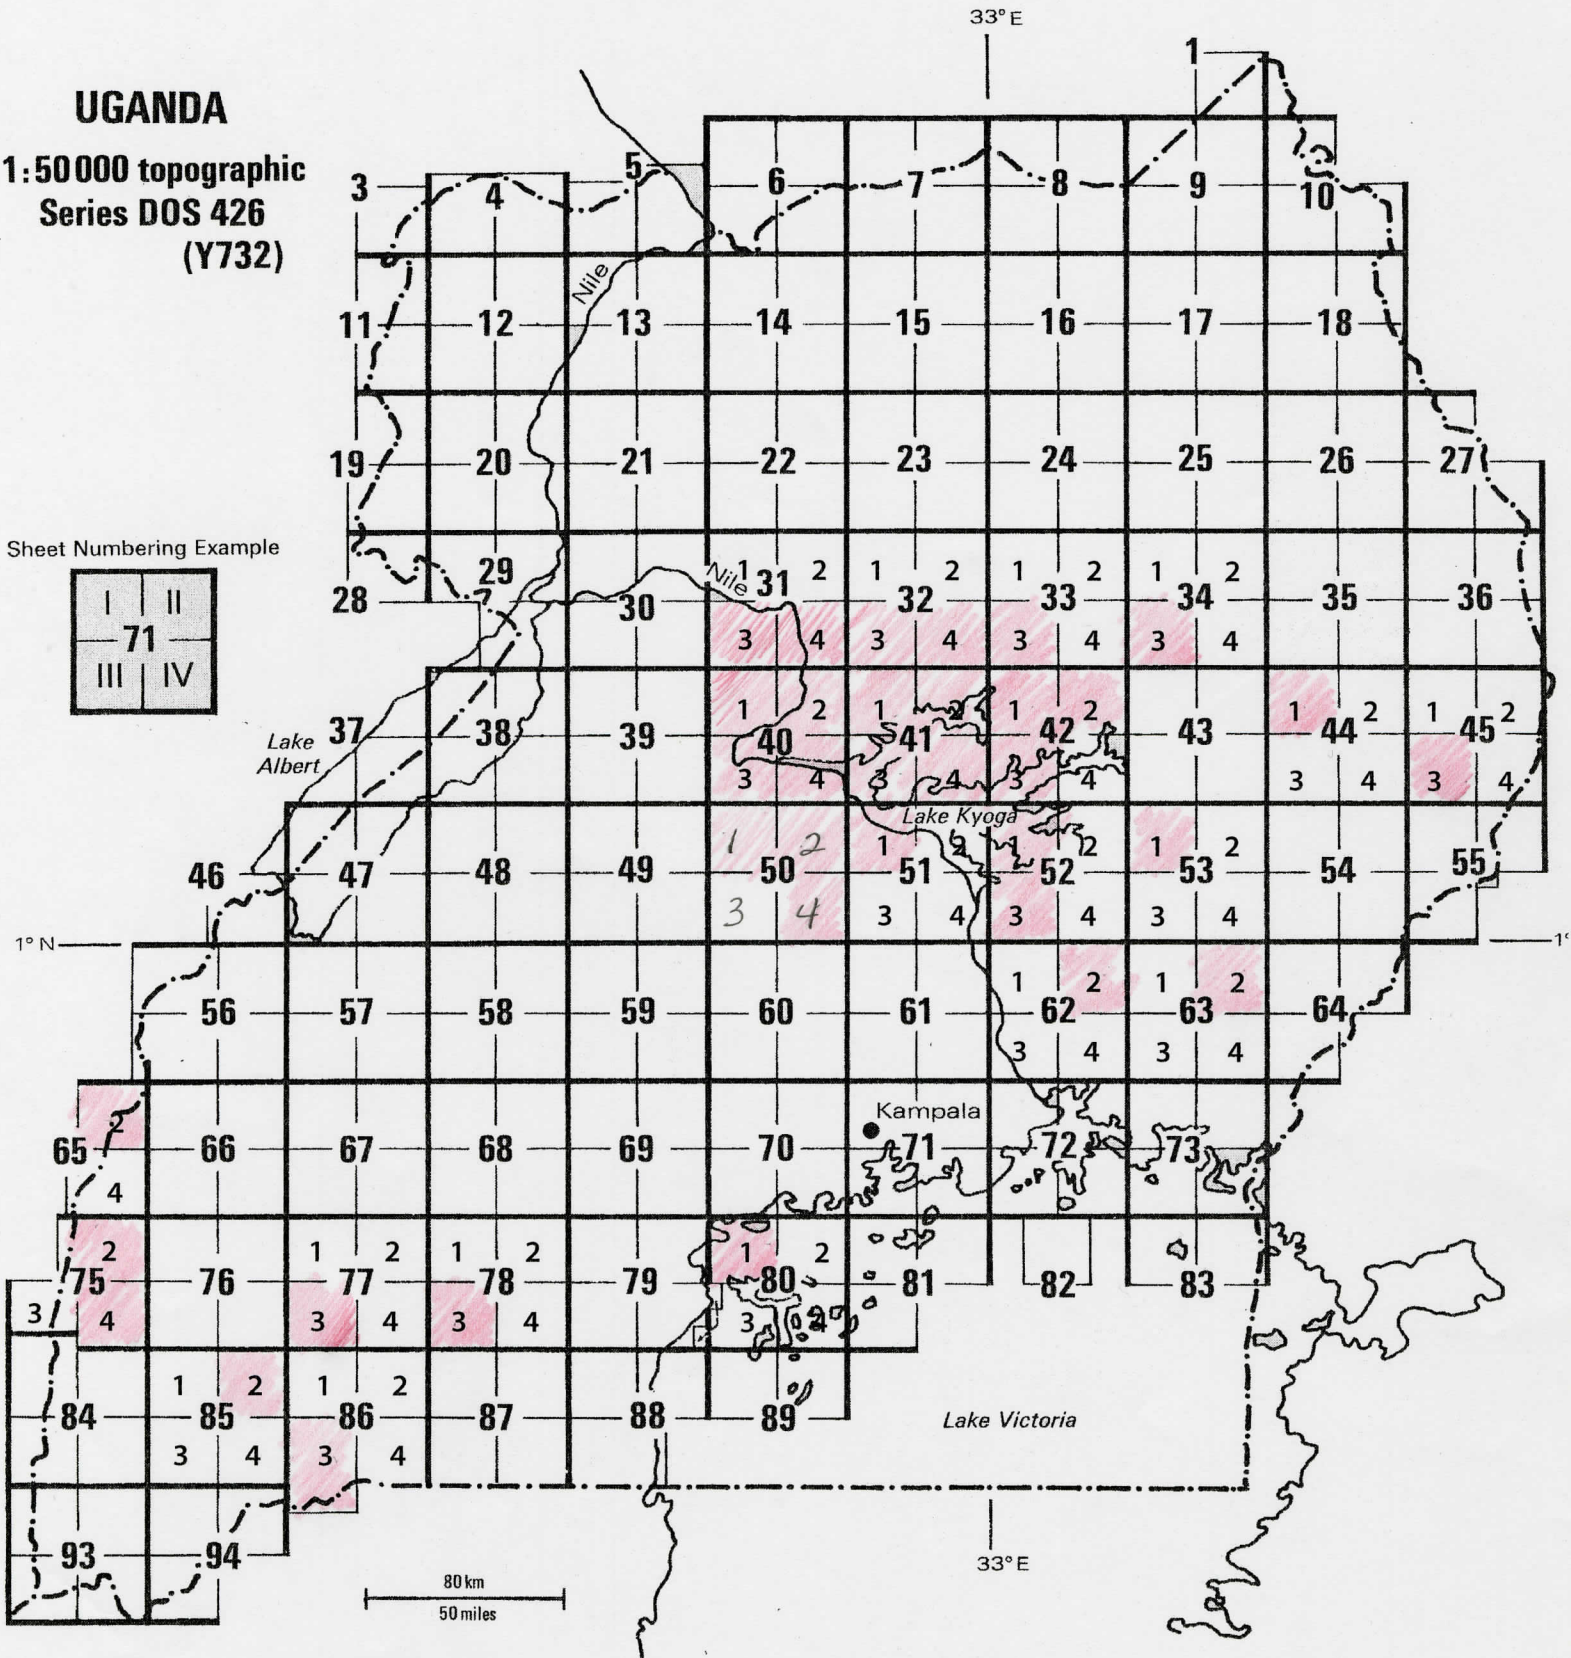 33° E
UGANDA
1:50 000 topographic
Series DOS 426
(Y732)
1
3 4 5 6 7 8 9 10
Nile
11 12 13 14 15 16 17 18
19 20 21 22 23 24 25 26 27
Sheet Numbering Example
I II
71
III IV
Nile
1 2 1 2 1 2 1 2
28 29 30 31 32 33 34 35 36
3 4 3 4 3 4 3 4
1 2 1 2 1 2 1 2 1 2
Lake
Albert
37 38 39 40 41 42 43 44 45
3 4 3 4 3 4 3 4 3 4
Lake Kyoga
1 2 1 2 1 2 1 2
46 47 48 49 50 51 52 53 54 55
3 4 3 4 3 4 3 4
1° N 1°
1 2 1 2
56 57 58 59 60 61 62 63 64
3 4 3 4
Kampala
2
65 66 67 68 69 70 71 72 73
4
2 1 2 1 2 1 2
75 76 77 78 79 80 81 82 83
3 4 3 4 3 4 3 4
1 2 1 2
84 85 86 87 88 89
Lake Victoria
3 4 3 4
93 94
33° E
80 km
50 miles